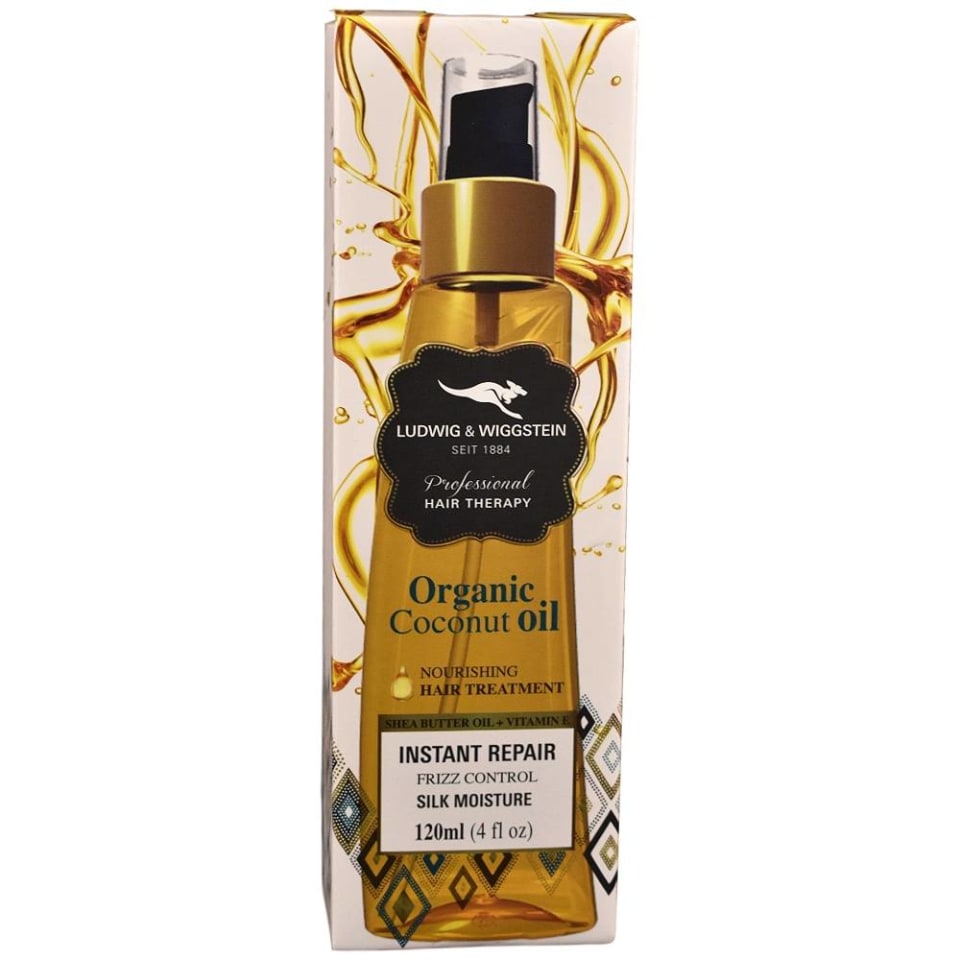 LUDWIG & WIGGSTEIN
SEIT 1884
Professional
HAIR THERAPY
Organic
Coconut oil
NOURISHING
HAIR TREATMENT
SHEA BUTTER OIL + VITAMIN E
INSTANT REPAIR
FRIZZ CONTROL
SILK MOISTURE
120ml (4 fl oz)